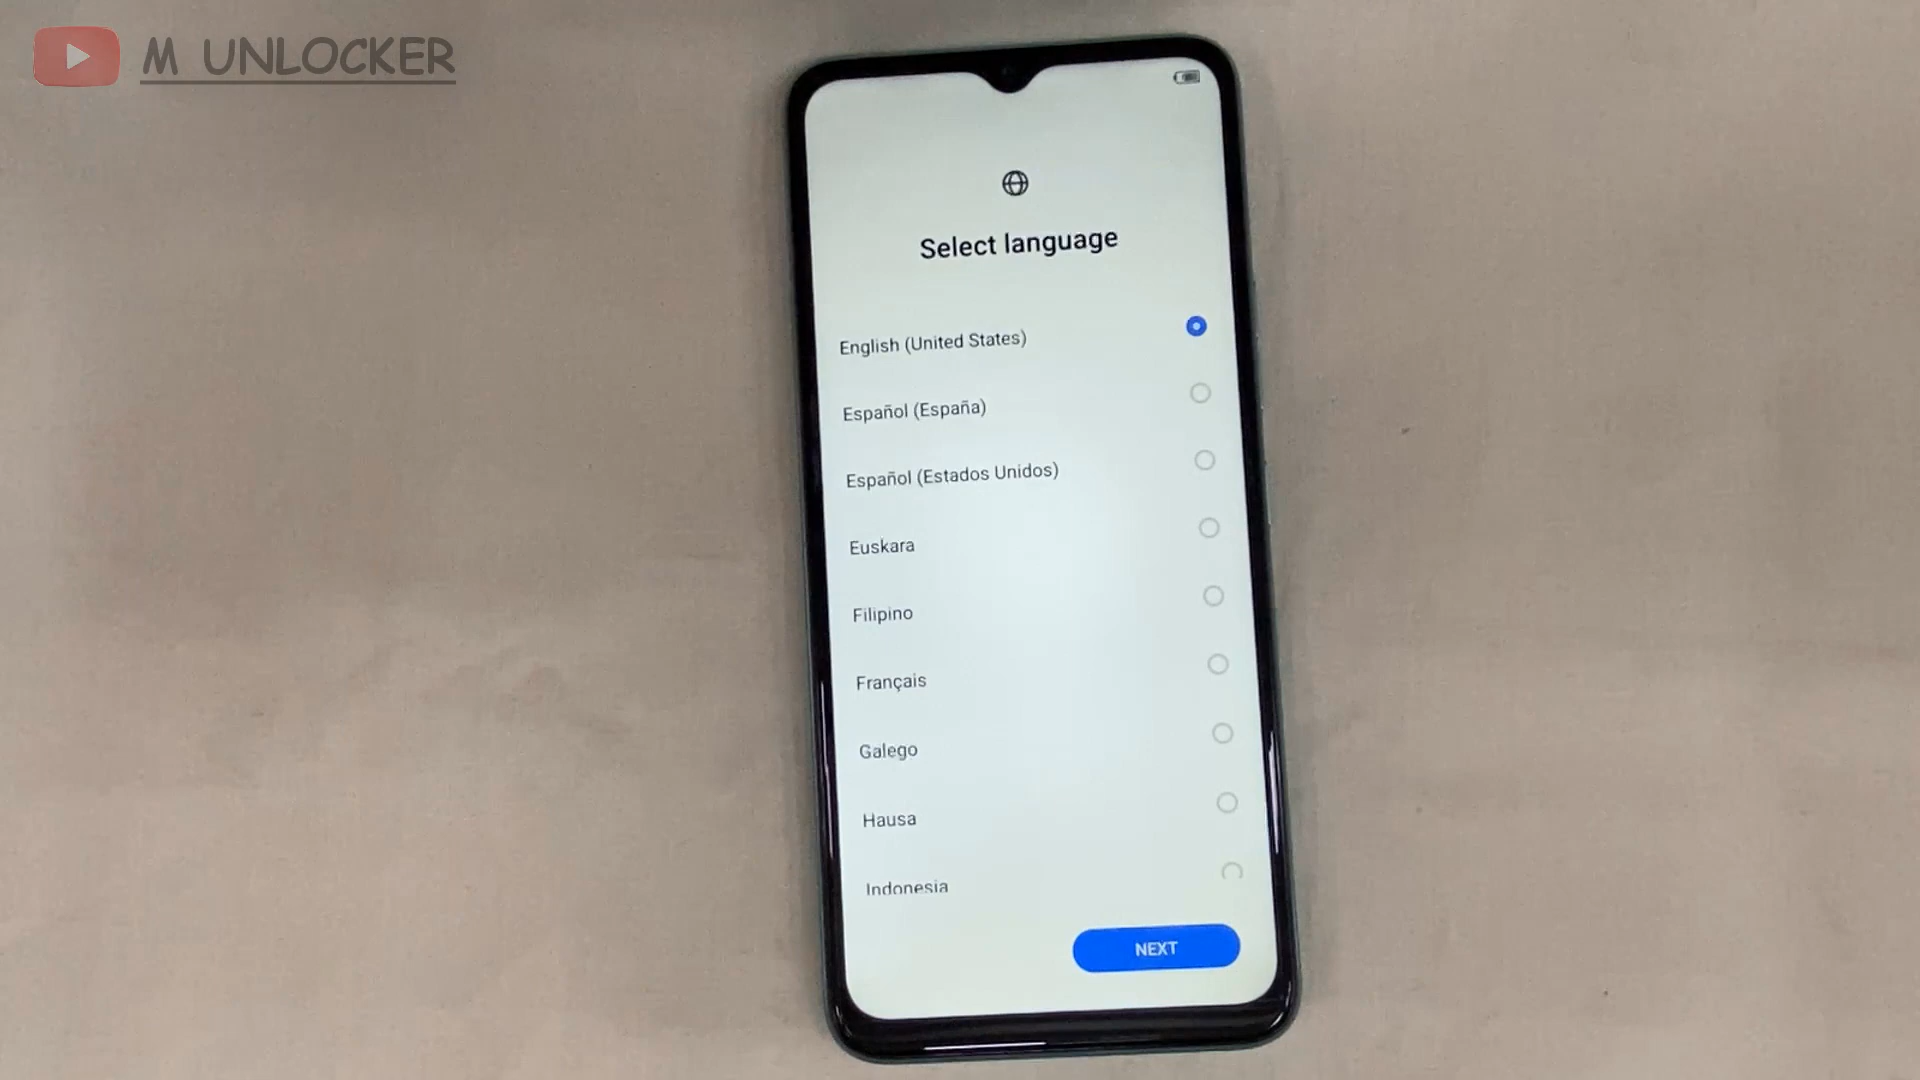 M UNLOCKER
Select language
English (United States)
Español (España)
Español (Estados Unidos)
Euskara
Filipino
Français
Galego
Hausa
Indonesia
NEXT